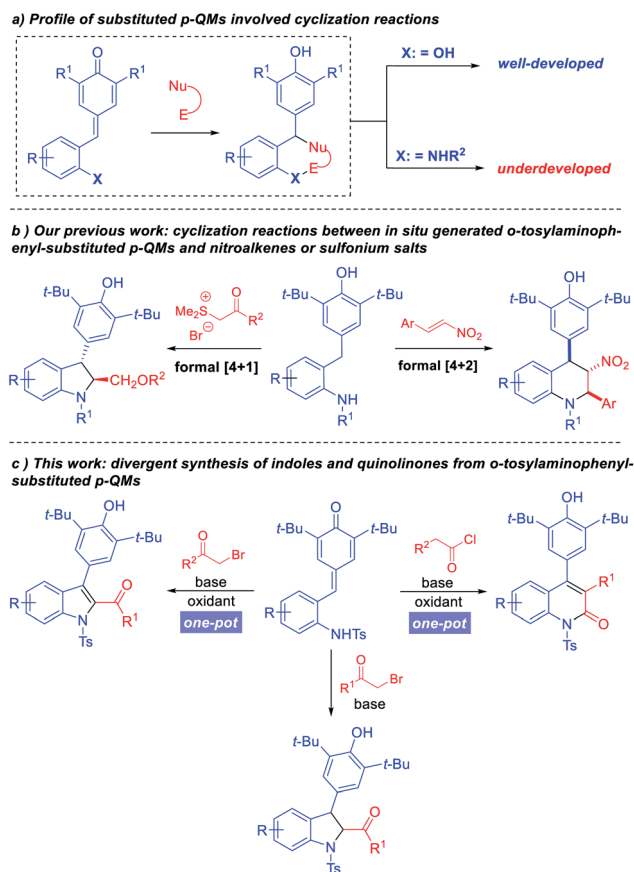 a) Profile of substituted p-QMs involved cyclization reactions
O
R1
R1
R
X
Nu
E
OH
R1
R1
Nu
R
X
E
X: = OH
well-developed
X: = NHR2
underdeveloped
b ) Our previous work: cyclization reactions between in situ generated o-tosylaminoph-
enyl-substituted p-QMs and nitroalkenes or sulfonium salts
OH
t-Bu
t-Bu
R
N
R1
CH2OR2
Me2S
+
O
R2
Br
−
formal [4+1]
OH
t-Bu
t-Bu
R
NH
R1
Ar
NO2
formal [4+2]
OH
t-Bu
t-Bu
NO2
R
N
Ar
R1
c ) This work: divergent synthesis of indoles and quinolinones from o-tosylaminophenyl-
substituted p-QMs
OH
t-Bu
t-Bu
O
R
N
R1
Ts
O
R2
Br
base
oxidant
one-pot
O
t-Bu
t-Bu
R
NHTs
R2
Cl
O
base
oxidant
one-pot
OH
t-Bu
t-Bu
R1
R
N
O
Ts
O
R1
Br
base
OH
t-Bu
t-Bu
R
O
N
R1
Ts